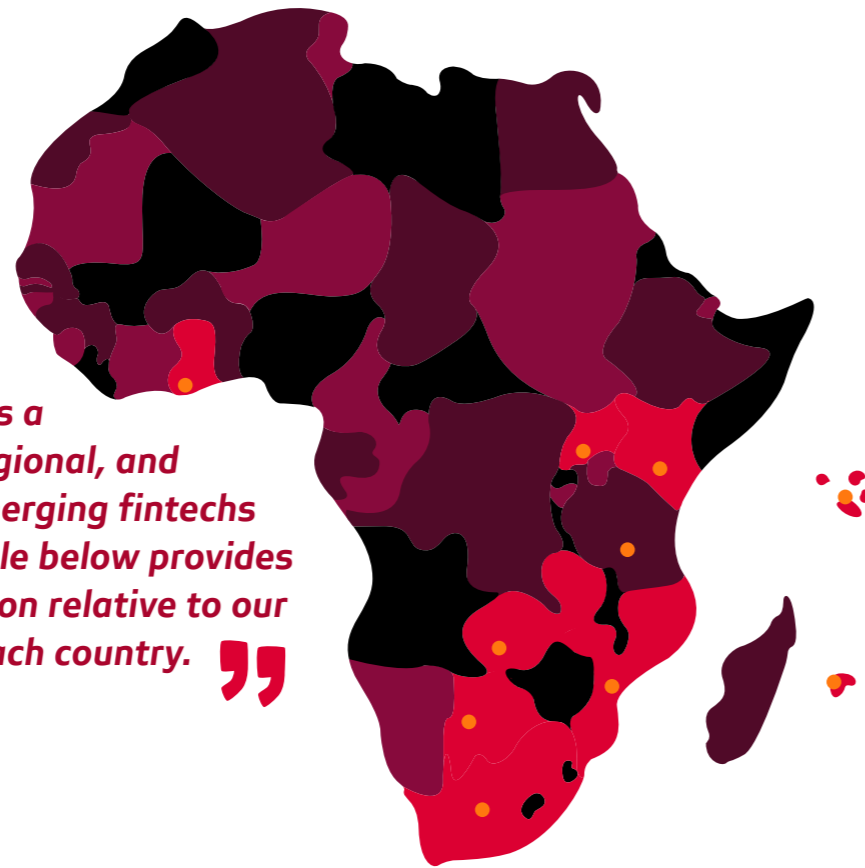 s a
gional, and
erging fintechs
le below provides
on relative to our
ach country. ”